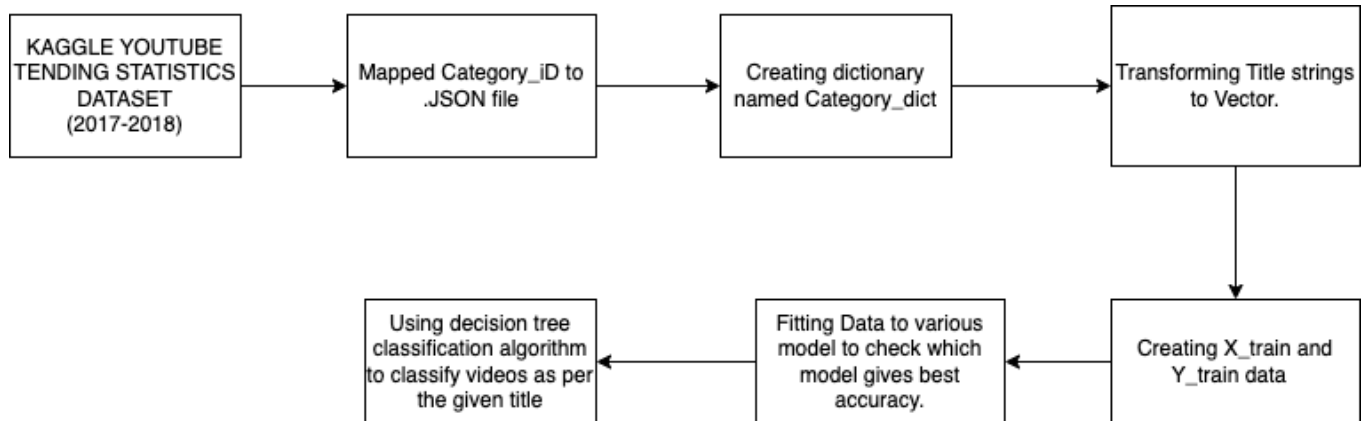 KAGGLE YOUTUBE
TENDING STATISTICS
DATASET
(2017-2018)
Mapped Category_iD to
.JSON file
Creating dictionary
named Category_dict
Transforming Title strings
to Vector.
Creating X_train and
Y_train data
Fitting Data to various
model to check which
model gives best
accuracy.
Using decision tree
classification algorithm
to classify videos as per
the given title